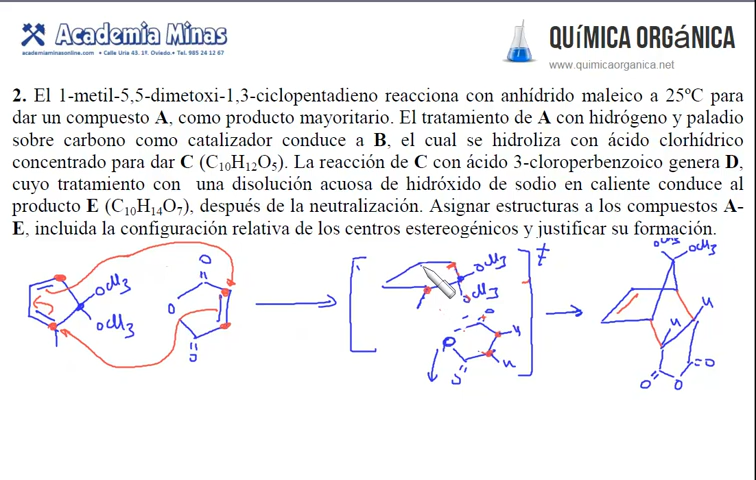 Academia Minas
academiaminasonline.com • Calle Uría 43. 1º. Oviedo.• Tel. 985 24 12 67
QUÍMICA ORGáNICA
www.quimicaorganica.net
2. El 1-metil-5,5-dimetoxi-1,3-ciclopentadieno reacciona con anhídrido maleico a 25ºC para
dar un compuesto A, como producto mayoritario. El tratamiento de A con hidrógeno y paladio
sobre carbono como catalizador conduce a B, el cual se hidroliza con ácido clorhídrico
concentrado para dar C (C₁₀H₁₂O₅). La reacción de C con ácido 3-cloroperbenzoico genera D,
cuyo tratamiento con una disolución acuosa de hidróxido de sodio en caliente conduce al
producto E (C₁₀H₁₄O₇), después de la neutralización. Asignar estructuras a los compuestos A-
E, incluida la configuración relativa de los centros estereogénicos y justificar su formación.
OCH3
OCH3
O
O
O
OCH3
OCH3
O
O
O
H
H
‡
OCH3
OCH3
H
H
O
O
O